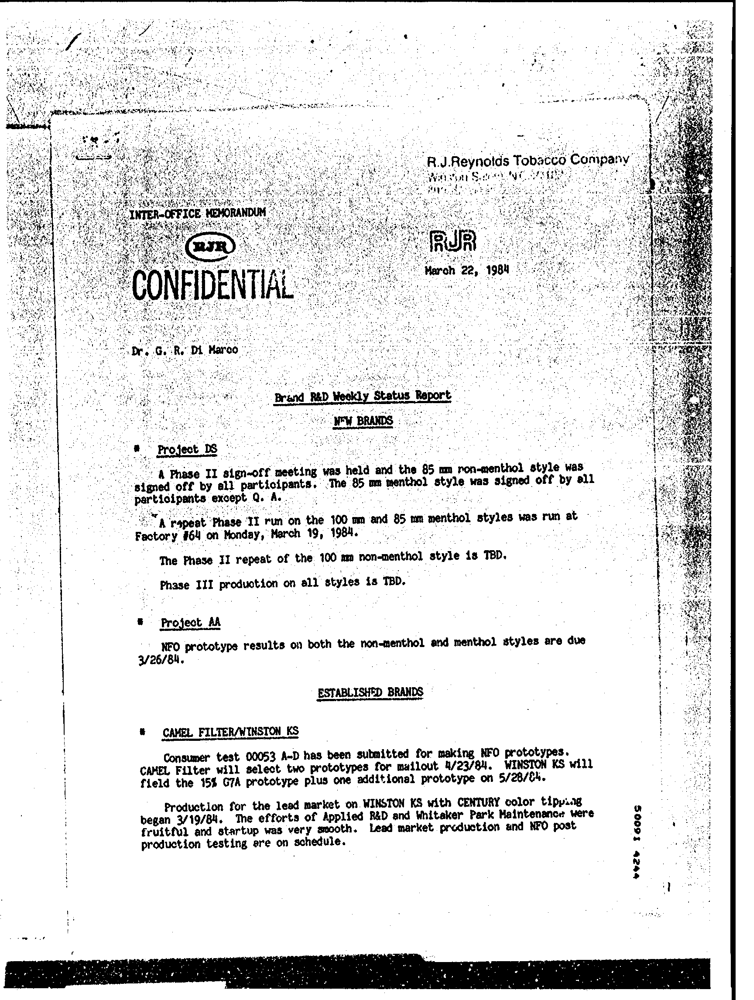 R.J.Reynolds Tobacco Company
INTER-OFFICE MEMORANDUM
RJR
RJR
CONFIDENTIAL
March 22, 1984
Dr. G. R. Di Marco
Brand R&D Weekly Status Report
NEW BRANDS
* Project DS
A Phase II sign-off meeting was held and the 85 mm non-menthol style was
signed off by all participants. The 85 mm menthol style was signed off by all
participants except Q. A.
A repeat Phase II run on the 100 mm and 85 mm menthol styles was run at
Factory #64 on Monday, March 19, 1984.
The Phase II repeat of the 100 mm non-menthol style is TBD.
Phase III production on all styles is TBD.
* Project AA
NFO prototype results on both the non-menthol and menthol styles are due
3/26/84.
ESTABLISHED BRANDS
* CAMEL FILTER/WINSTON KS
Consumer test 00053 A-D has been submitted for making NFO prototypes.
CAMEL Filter will select two prototypes for mailout 4/23/84. WINSTON KS will
field the 15% G7A prototype plus one additional prototype on 5/28/84.
Production for the lead market on WINSTON KS with CENTURY color tipping
began 3/19/84. The efforts of Applied R&D and Whitaker Park Maintenance were
fruitful and startup was very smooth. Lead market production and NFO post
production testing are on schedule.
50091 4244